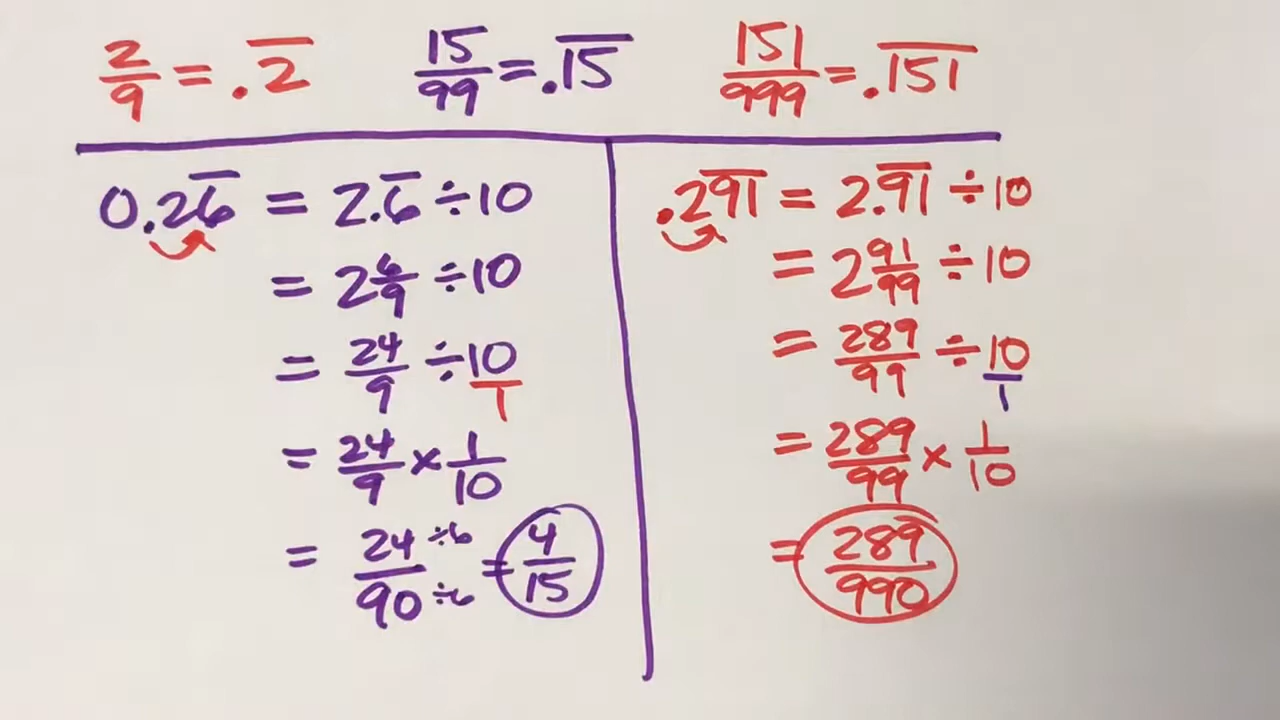 2/9 = .2̅    15/99 = .1̅5̅    151/999 = .1̅5̅1̅
0.26̅ = 2.6̅ ÷ 10
= 2 6/9 ÷ 10
= 24/9 ÷ 10/1
= 24/9 × 1/10
= 24/90 ÷6/÷6 = 4/15
.29̅1̅ = 2.9̅1̅ ÷ 10
= 2 91/99 ÷ 10
= 289/99 ÷ 10/1
= 289/99 × 1/10
= 289/990